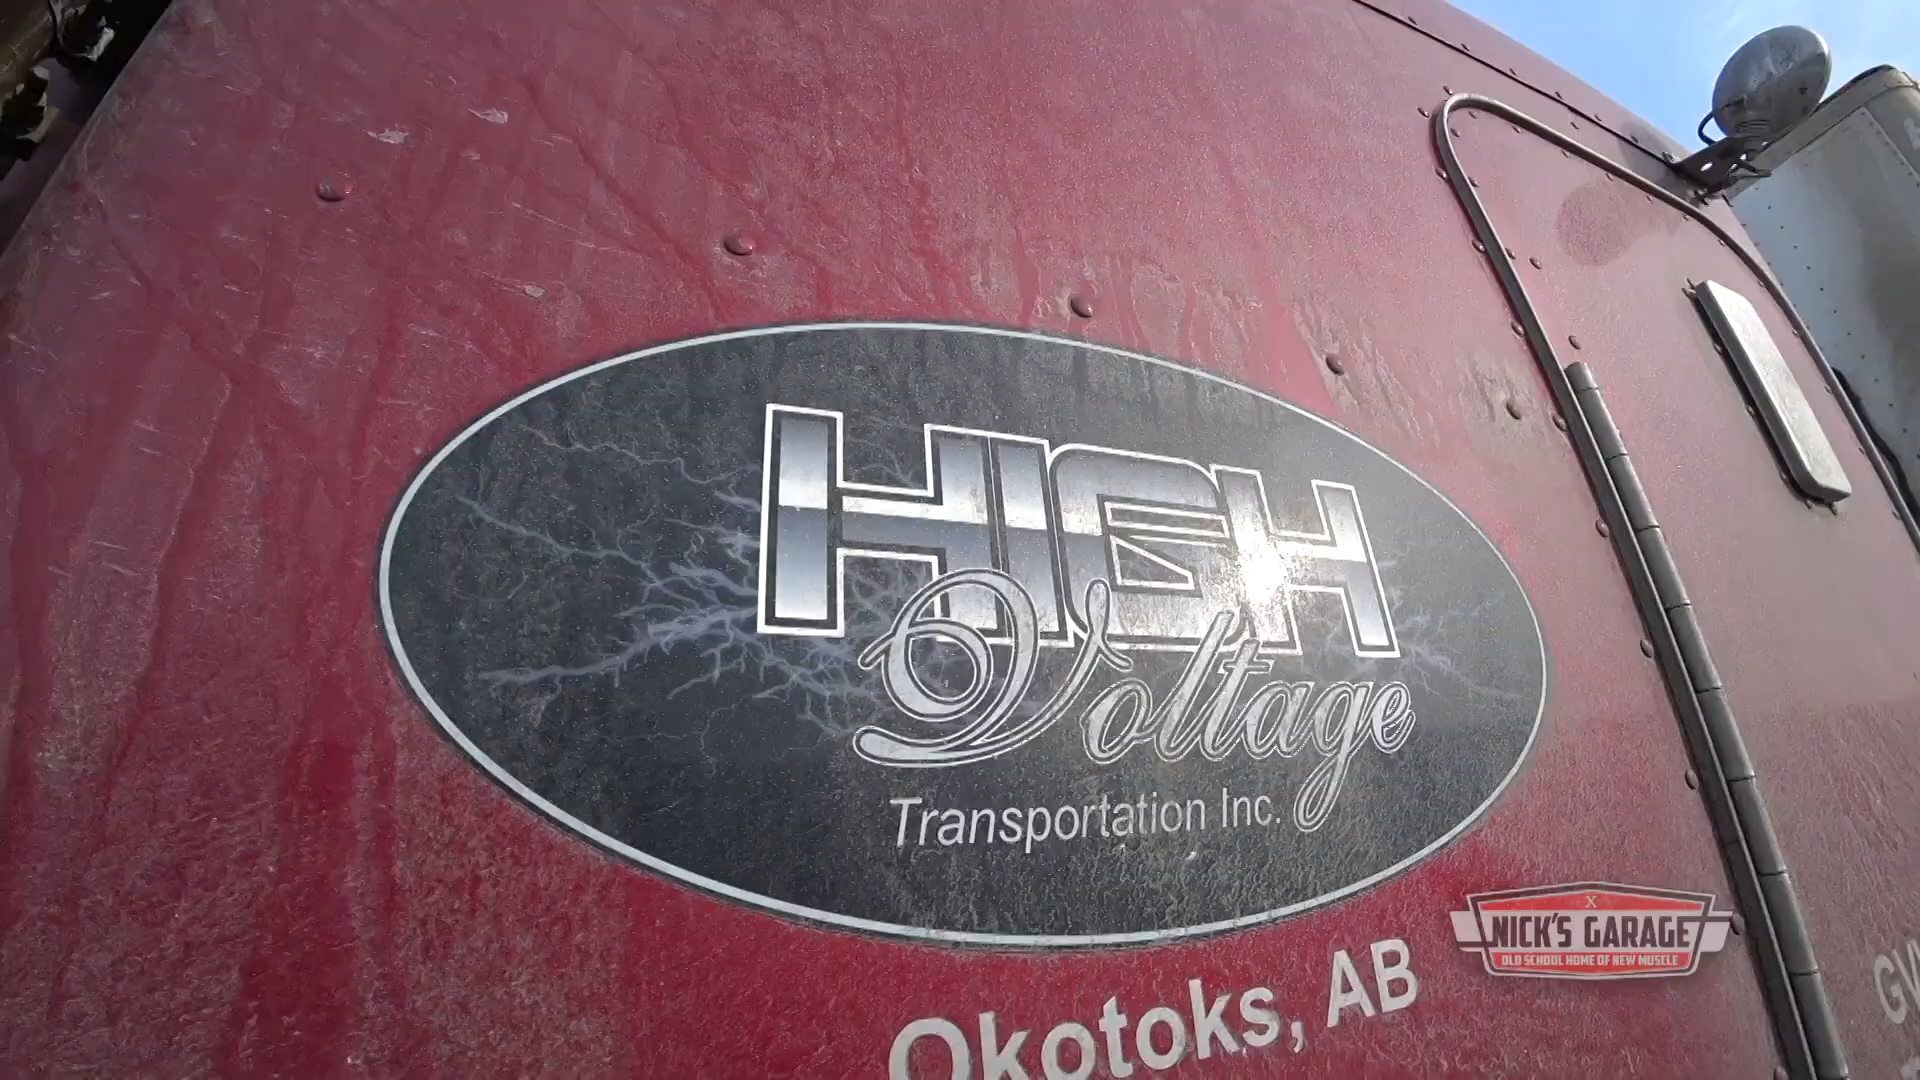 HIGH
Voltage
Transportation Inc.
Okotoks, AB
X
NICK'S GARAGE
OLD SCHOOL HOME OF NEW MUSCLE